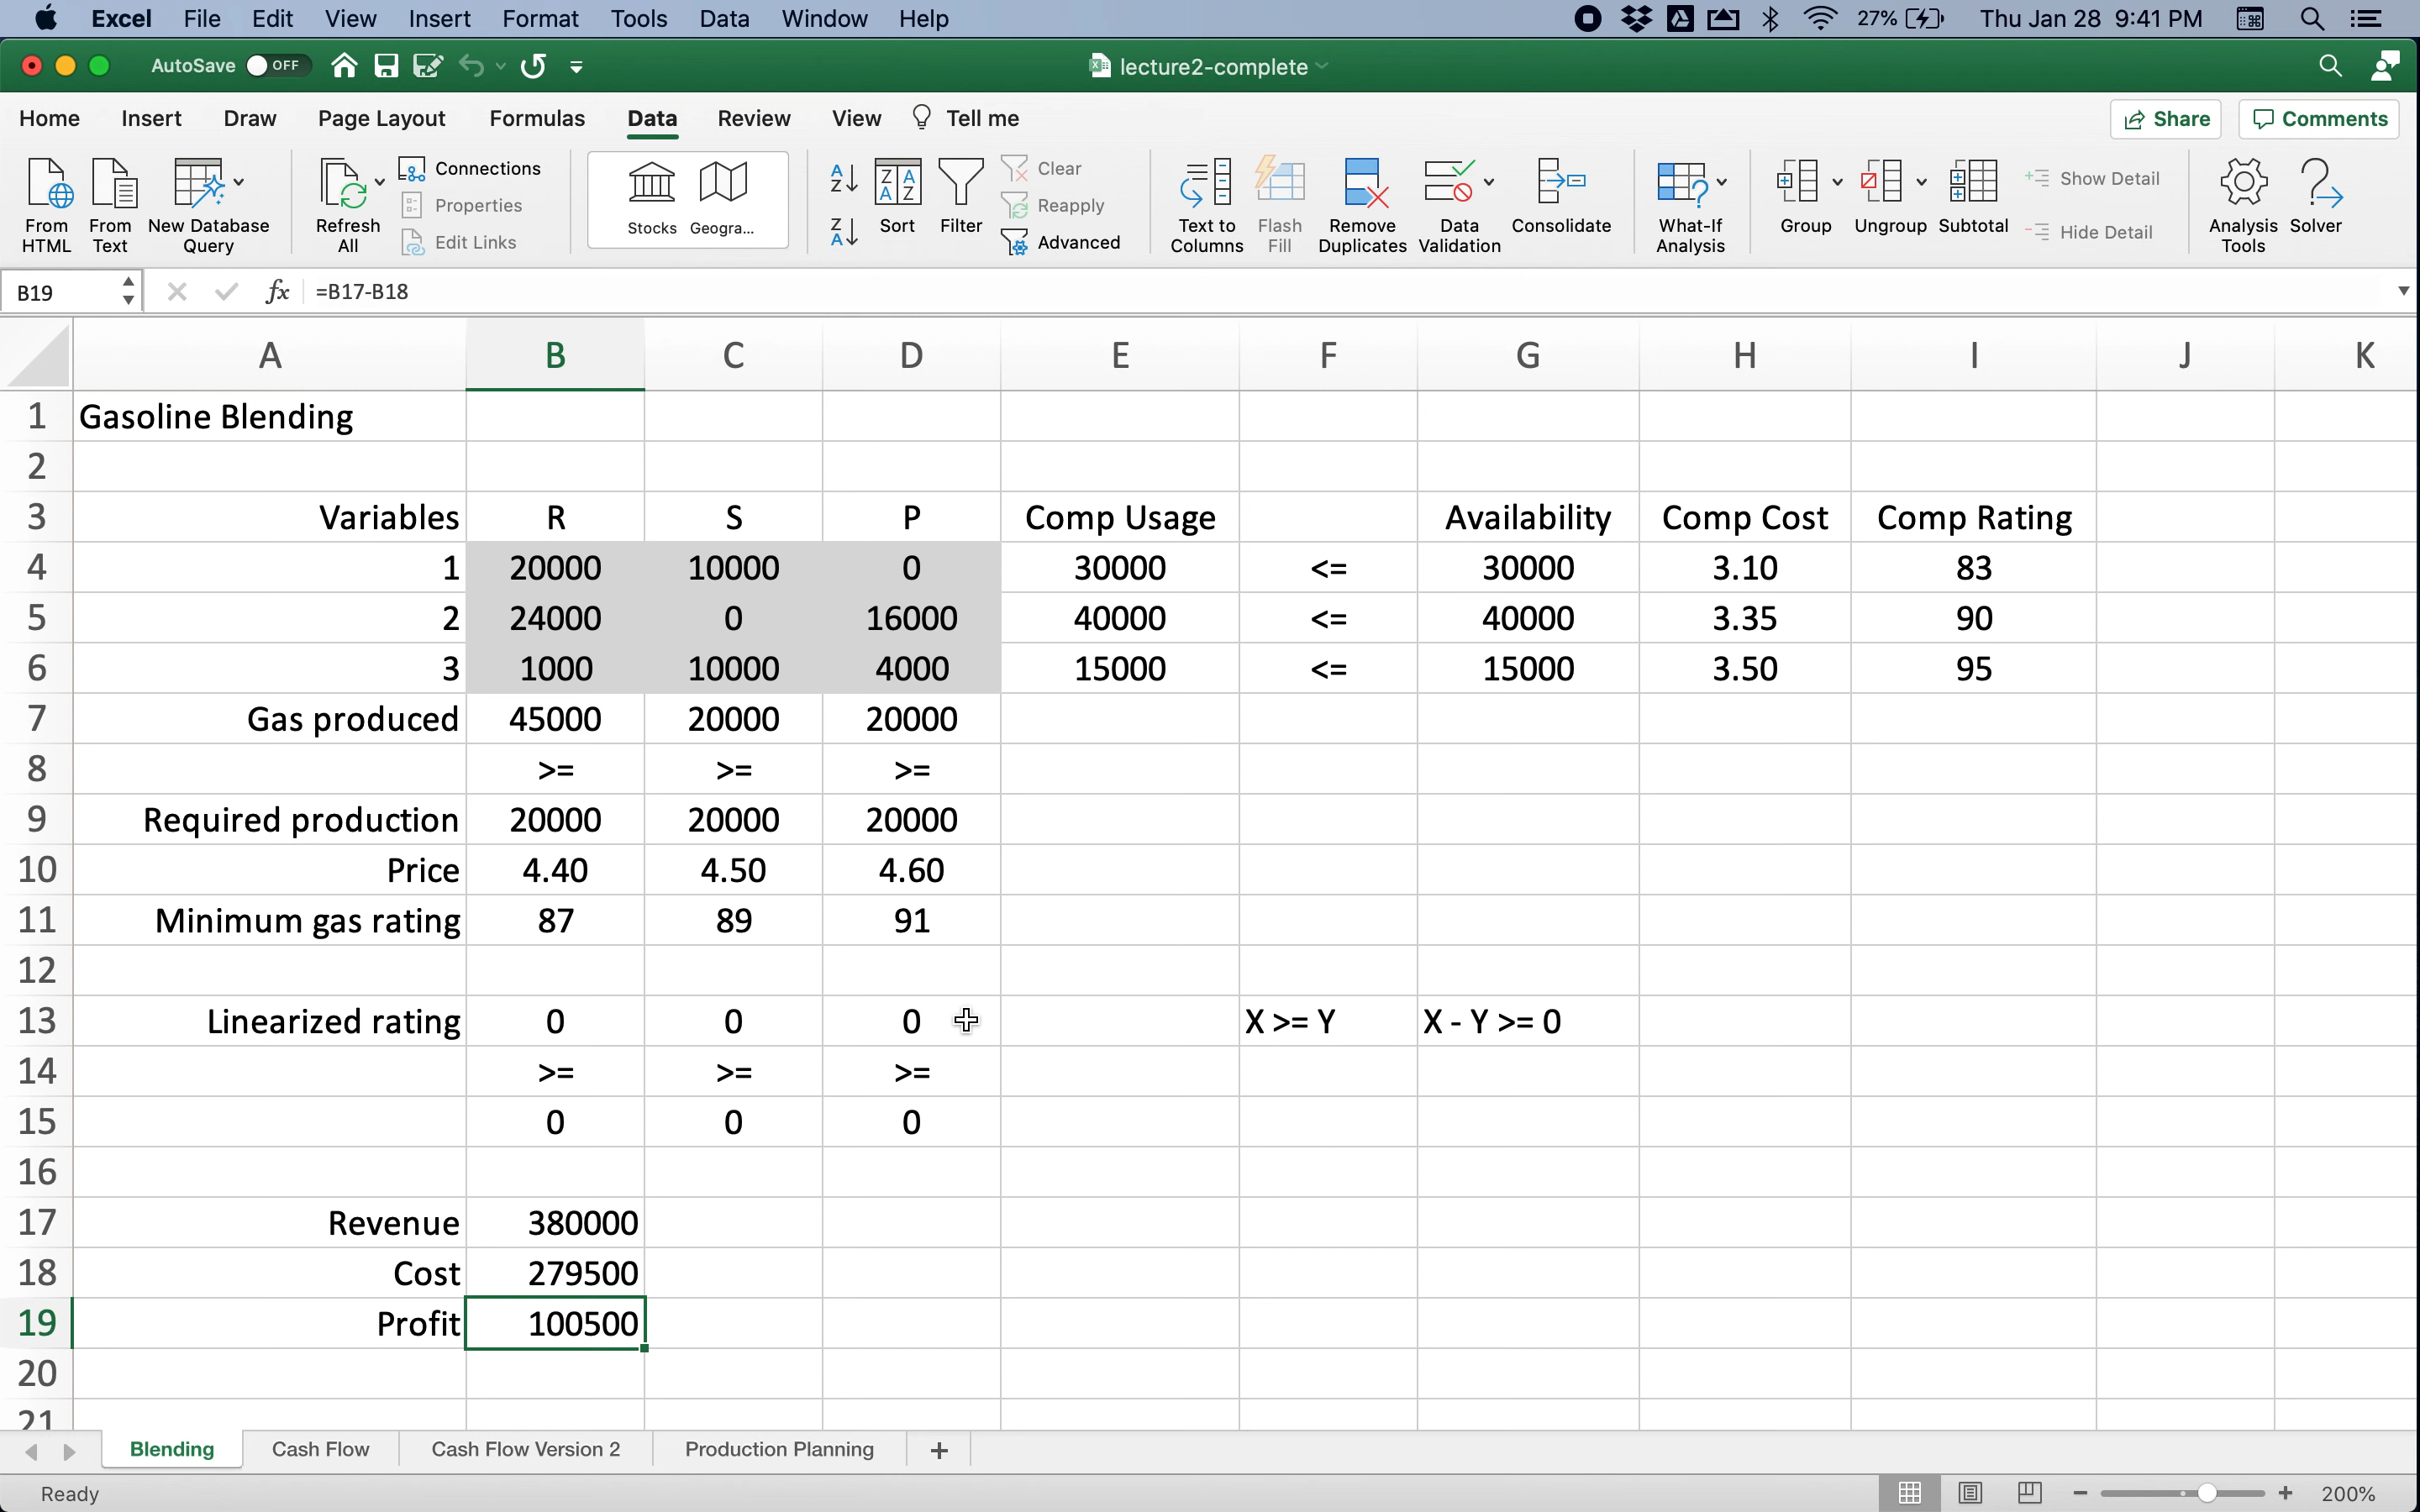 Excel File Edit View Insert Format Tools Data Window Help 27% Thu Jan 28 9:41 PM
AutoSave OFF lecture2-complete
Home Insert Draw Page Layout Formulas Data Review View Tell me Share Comments
From HTML
From Text
New Database Query
Refresh All
Connections
Properties
Edit Links
Stocks Geogra...
Sort
Filter
Clear
Reapply
Advanced
Text to Columns
Flash Fill
Remove Duplicates
Data Validation
Consolidate
What-If Analysis
Group
Ungroup
Subtotal
Show Detail
Hide Detail
Analysis Tools
Solver
B19 fx =B17-B18
A B C D E F G H I J K
1 Gasoline Blending
2
3 Variables R S P Comp Usage Availability Comp Cost Comp Rating
4 1 20000 10000 0 30000 <= 30000 3.10 83
5 2 24000 0 16000 40000 <= 40000 3.35 90
6 3 1000 10000 4000 15000 <= 15000 3.50 95
7 Gas produced 45000 20000 20000
8 >= >= >=
9 Required production 20000 20000 20000
10 Price 4.40 4.50 4.60
11 Minimum gas rating 87 89 91
12
13 Linearized rating 0 0 0 X >= Y X - Y >= 0
14 >= >= >=
15 0 0 0
16
17 Revenue 380000
18 Cost 279500
19 Profit 100500
20
21
Blending Cash Flow Cash Flow Version 2 Production Planning +
Ready 200%